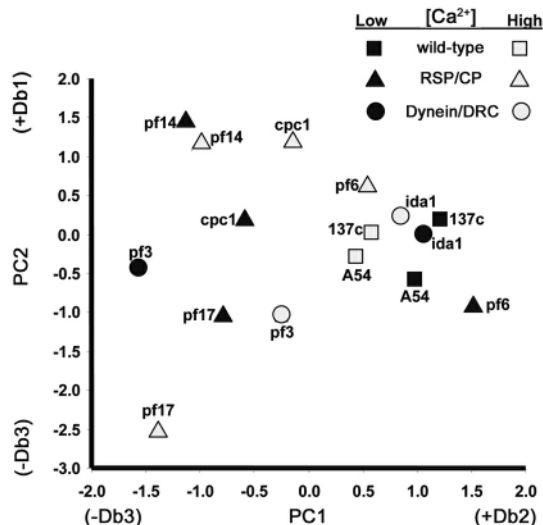 [Ca²⁺]
Low High
wild-type
RSP/CP
Dynein/DRC
(+Db1)
PC2
(-Db3)
2.0
1.5
1.0
0.5
0.0
-0.5
-1.0
-1.5
-2.0
-2.5
-3.0
pf14
pf14
cpc1
pf6
ida1
137c
137c
ida1
cpc1
A54
A54
pf3
pf6
pf17
pf3
pf17
-2.0 -1.5 -1.0 -0.5 0.0 0.5 1.0 1.5 2.0
(-Db3) PC1 (+Db2)